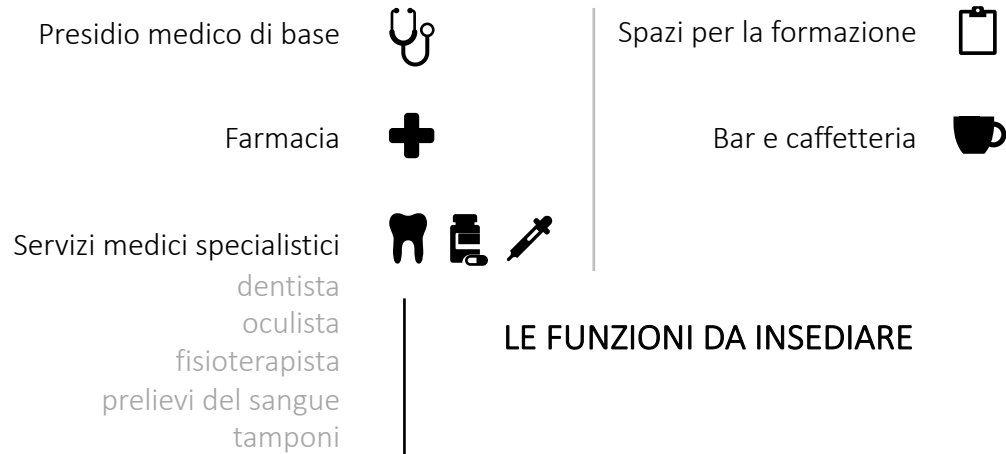 Presidio medico di base
Farmacia
Servizi medici specialistici
dentista
oculista
fisioterapista
prelievi del sangue
tamponi
Spazi per la formazione
Bar e caffetteria
LE FUNZIONI DA INSEDIARE